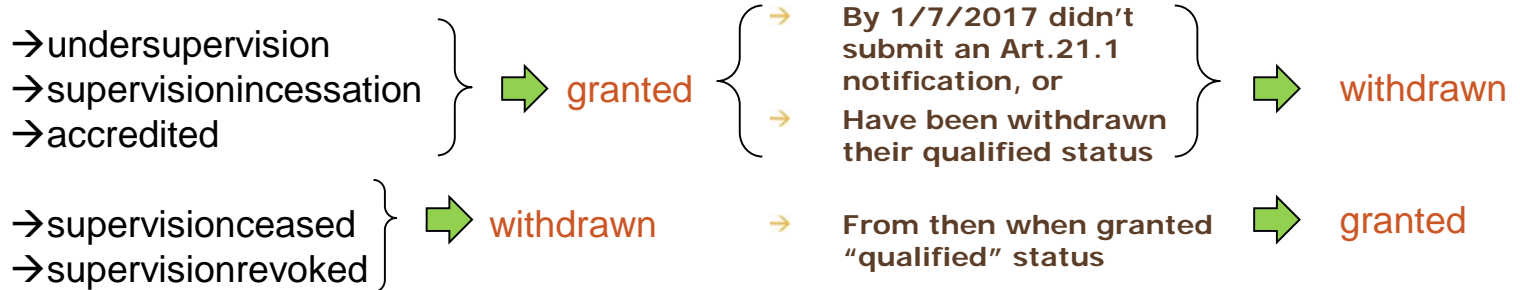 →undersupervision
→supervisionincessation
→accredited
granted
→ By 1/7/2017 didn’t
submit an Art.21.1
notification, or
→ Have been withdrawn
their qualified status
withdrawn
→supervisionceased
→supervisionrevoked
withdrawn
→ From then when granted
“qualified” status
granted